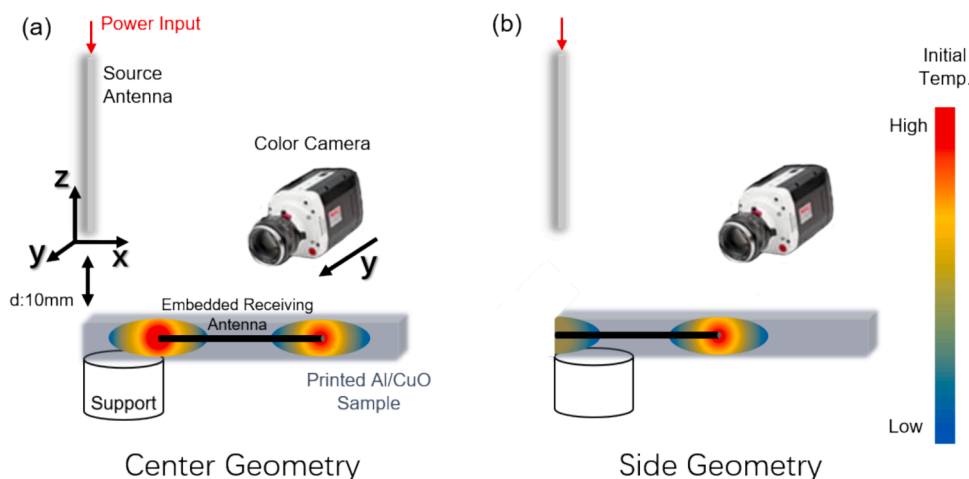 (a)
Power Input
Source
Antenna
Color Camera
z
y
x
y
d:10mm
Embedded Receiving
Antenna
Support
Printed Al/CuO
Sample
Center Geometry
(b)
Side Geometry
Initial
Temp.
High
Low